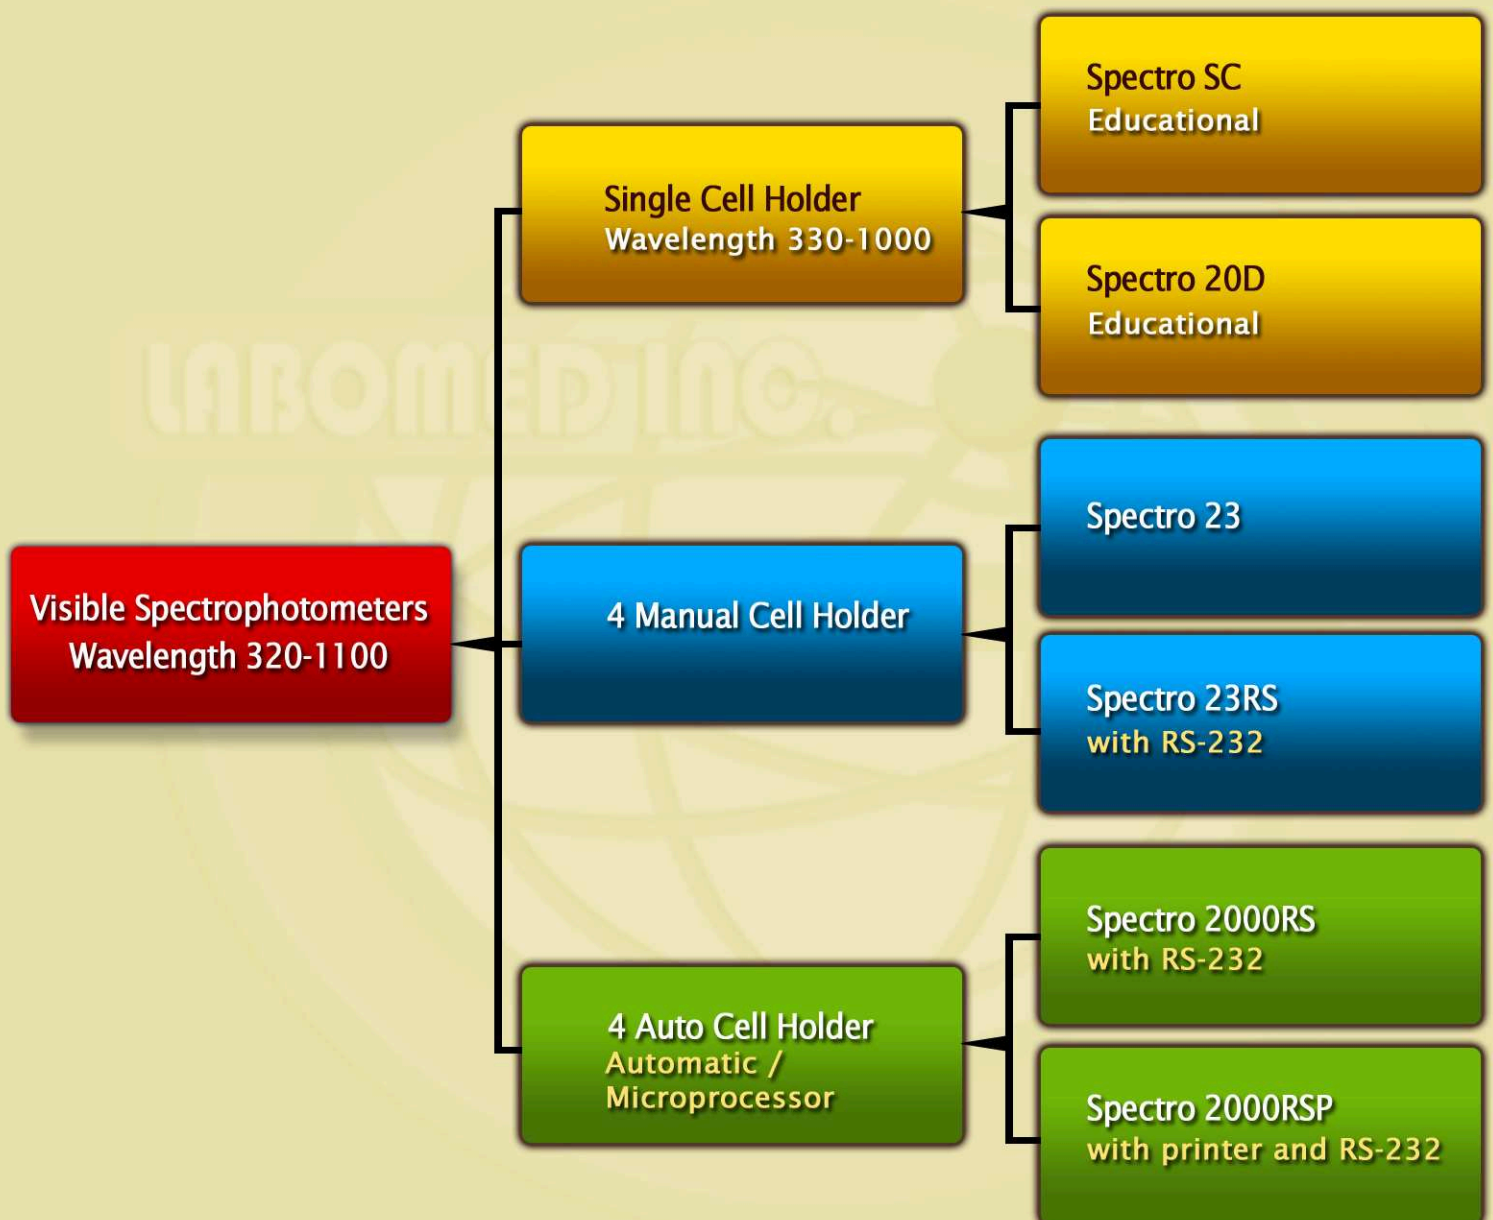 Visible Spectrophotometers
Wavelength 320-1100
Single Cell Holder
Wavelength 330-1000
Spectro SC
Educational
Spectro 20D
Educational
4 Manual Cell Holder
Spectro 23
Spectro 23RS
with RS-232
4 Auto Cell Holder
Automatic /
Microprocessor
Spectro 2000RS
with RS-232
Spectro 2000RSP
with printer and RS-232
LABOMED INC.